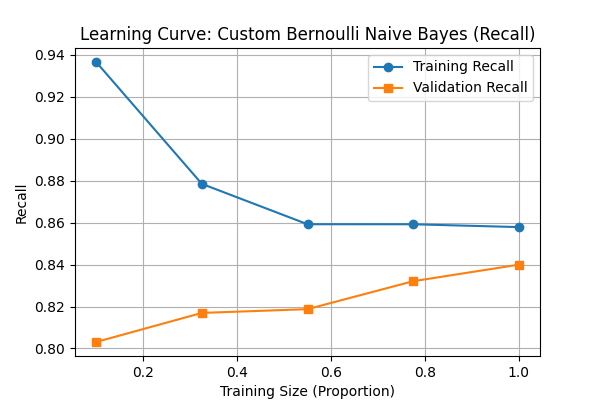 Learning Curve: Custom Bernoulli Naive Bayes (Recall)
Training Recall
Validation Recall
Recall
0.94
0.92
0.90
0.88
0.86
0.84
0.82
0.80
0.2 0.4 0.6 0.8 1.0
Training Size (Proportion)